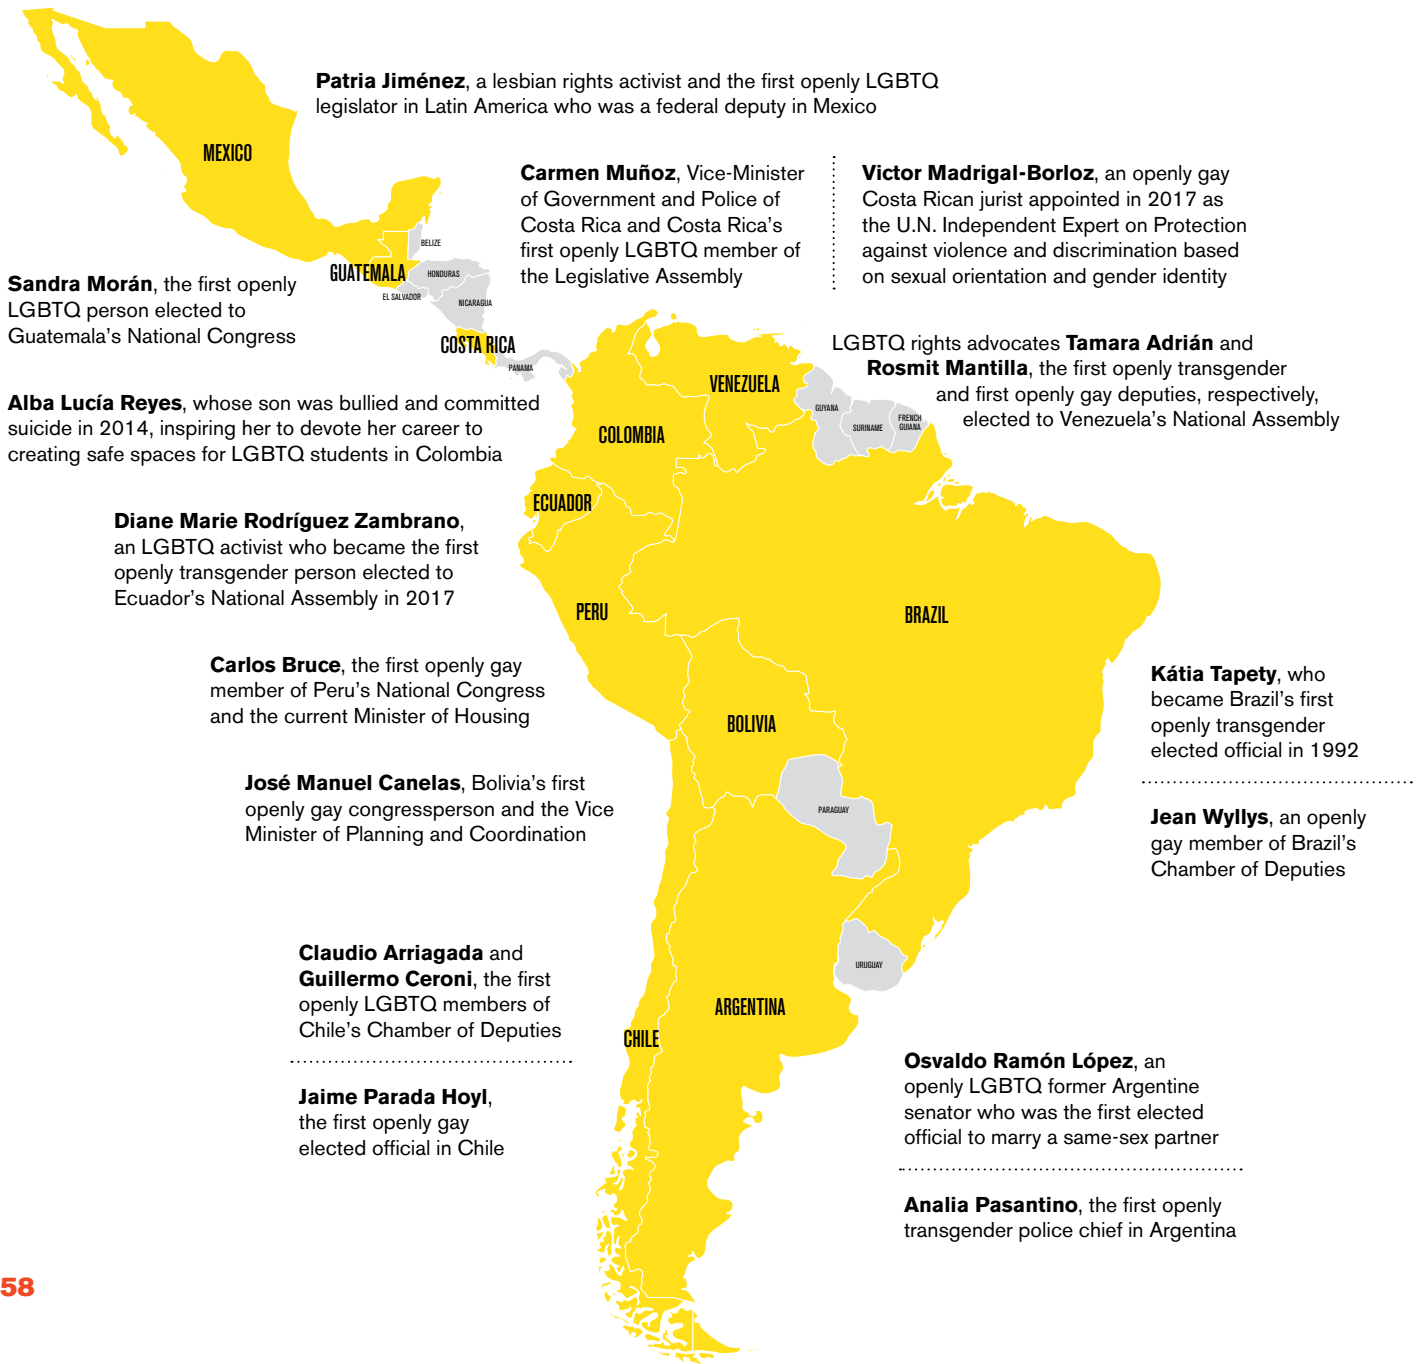 Patria Jiménez, a lesbian rights activist and the first openly LGBTQ
legislator in Latin America who was a federal deputy in Mexico
MEXICO
Carmen Muñoz, Vice-Minister
of Government and Police of
Costa Rica and Costa Rica's
first openly LGBTQ member of
the Legislative Assembly
Victor Madrigal-Borloz, an openly gay
Costa Rican jurist appointed in 2017 as
the U.N. Independent Expert on Protection
against violence and discrimination based
on sexual orientation and gender identity
BELIZE
GUATEMALA
HONDURAS
EL SALVADOR
NICARAGUA
Sandra Morán, the first openly
LGBTQ person elected to
Guatemala's National Congress
COSTA RICA
PANAMA
LGBTQ rights advocates Tamara Adrián and
Rosmit Mantilla, the first openly transgender
and first openly gay deputies, respectively,
elected to Venezuela's National Assembly
VENEZUELA
GUYANA
SURINAME
FRENCH
GUIANA
Alba Lucía Reyes, whose son was bullied and committed
suicide in 2014, inspiring her to devote her career to
creating safe spaces for LGBTQ students in Colombia
COLOMBIA
ECUADOR
Diane Marie Rodríguez Zambrano,
an LGBTQ activist who became the first
openly transgender person elected to
Ecuador's National Assembly in 2017
PERU
BRAZIL
Carlos Bruce, the first openly gay
member of Peru's National Congress
and the current Minister of Housing
Kátia Tapety, who
became Brazil's first
openly transgender
elected official in 1992
BOLIVIA
José Manuel Canelas, Bolivia's first
openly gay congressperson and the Vice
Minister of Planning and Coordination
PARAGUAY
Jean Wyllys, an openly
gay member of Brazil's
Chamber of Deputies
Claudio Arriagada and
Guillermo Ceroni, the first
openly LGBTQ members of
Chile's Chamber of Deputies
URUGUAY
ARGENTINA
CHILE
Jaime Parada Hoyl,
the first openly gay
elected official in Chile
Osvaldo Ramón López, an
openly LGBTQ former Argentine
senator who was the first elected
official to marry a same-sex partner
Analia Pasantino, the first openly
transgender police chief in Argentina
58